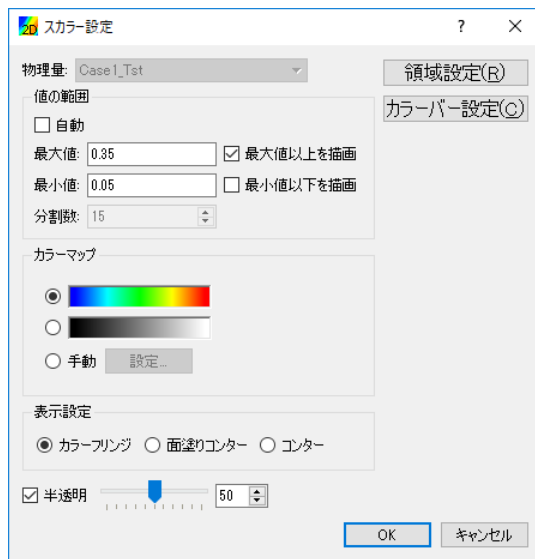 2D スカラー設定 ?
物理量: Case1_Tst 領域設定(R)
カラーバー設定(C)
値の範囲
自動
最大値: 0.35 最大値以上を描画
最小値: 0.05 最小値以下を描画
分割数: 15
カラーマップ
手動 設定...
表示設定
カラーフリンジ 面塗りコンター コンター
半透明 50
OK キャンセル